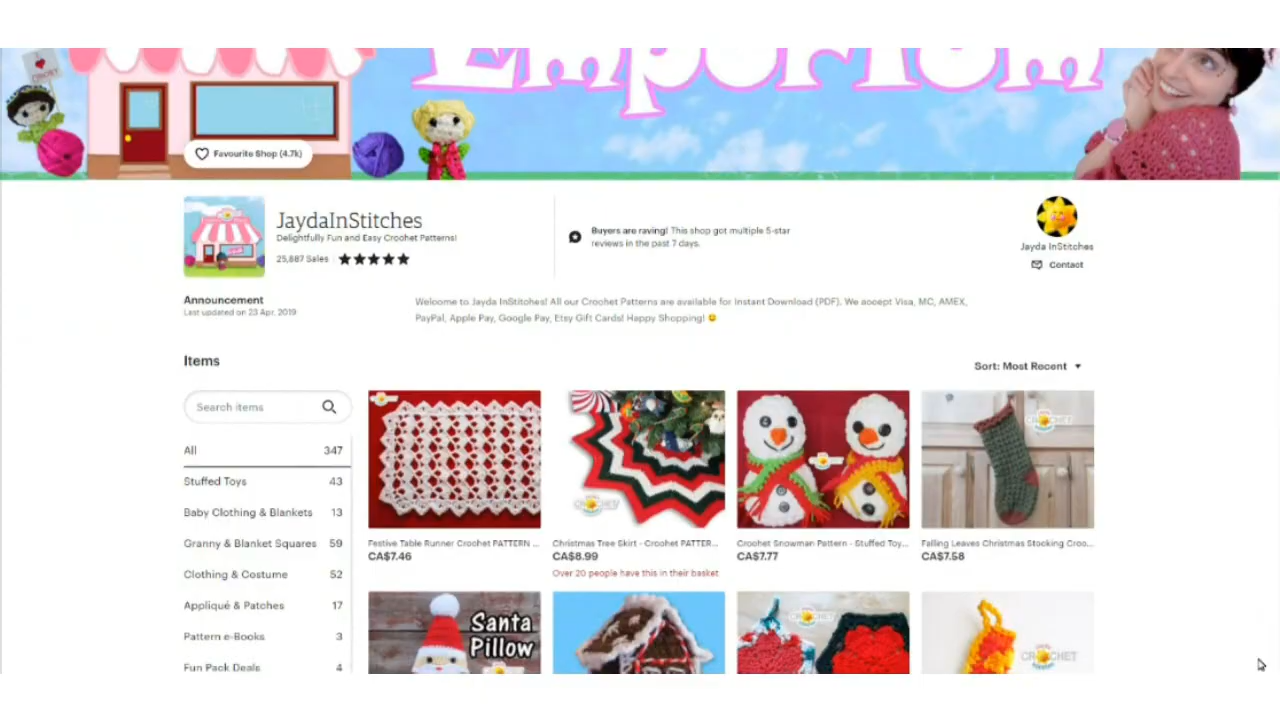 Emporium
I
CROCHET
Favourite Shop (4.7k)
JaydaInStitches
Delightfully Fun and Easy Crochet Patterns!
25,887 Sales
Buyers are raving! This shop got multiple 5-star
reviews in the past 7 days.
Jayda InStitches
Contact
Announcement
Last updated on 23 Apr, 2019
Welcome to Jayda InStitches! All our Crochet Patterns are available for Instant Download (PDF). We accept Visa, MC, AMEX,
PayPal, Apple Pay, Google Pay, Etsy Gift Cards! Happy Shopping! 😀
Items
Sort: Most Recent
Search items
All 347
Stuffed Toys 43
Baby Clothing & Blankets 13
Granny & Blanket Squares 59
Clothing & Costume 52
Appliqué & Patches 17
Pattern e-Books 3
Fun Pack Deals 4
CROCHET
CROCHET
Festive Table Runner Crochet PATTERN ...
CA$7.46
Christmas Tree Skirt - Crochet PATTER...
CA$8.99
Over 20 people have this in their basket
Crochet Snowman Pattern - Stuffed Toy...
CA$7.77
Falling Leaves Christmas Stocking Croc...
CA$7.58
Santa
Pillow
CROCHET
CROCHET